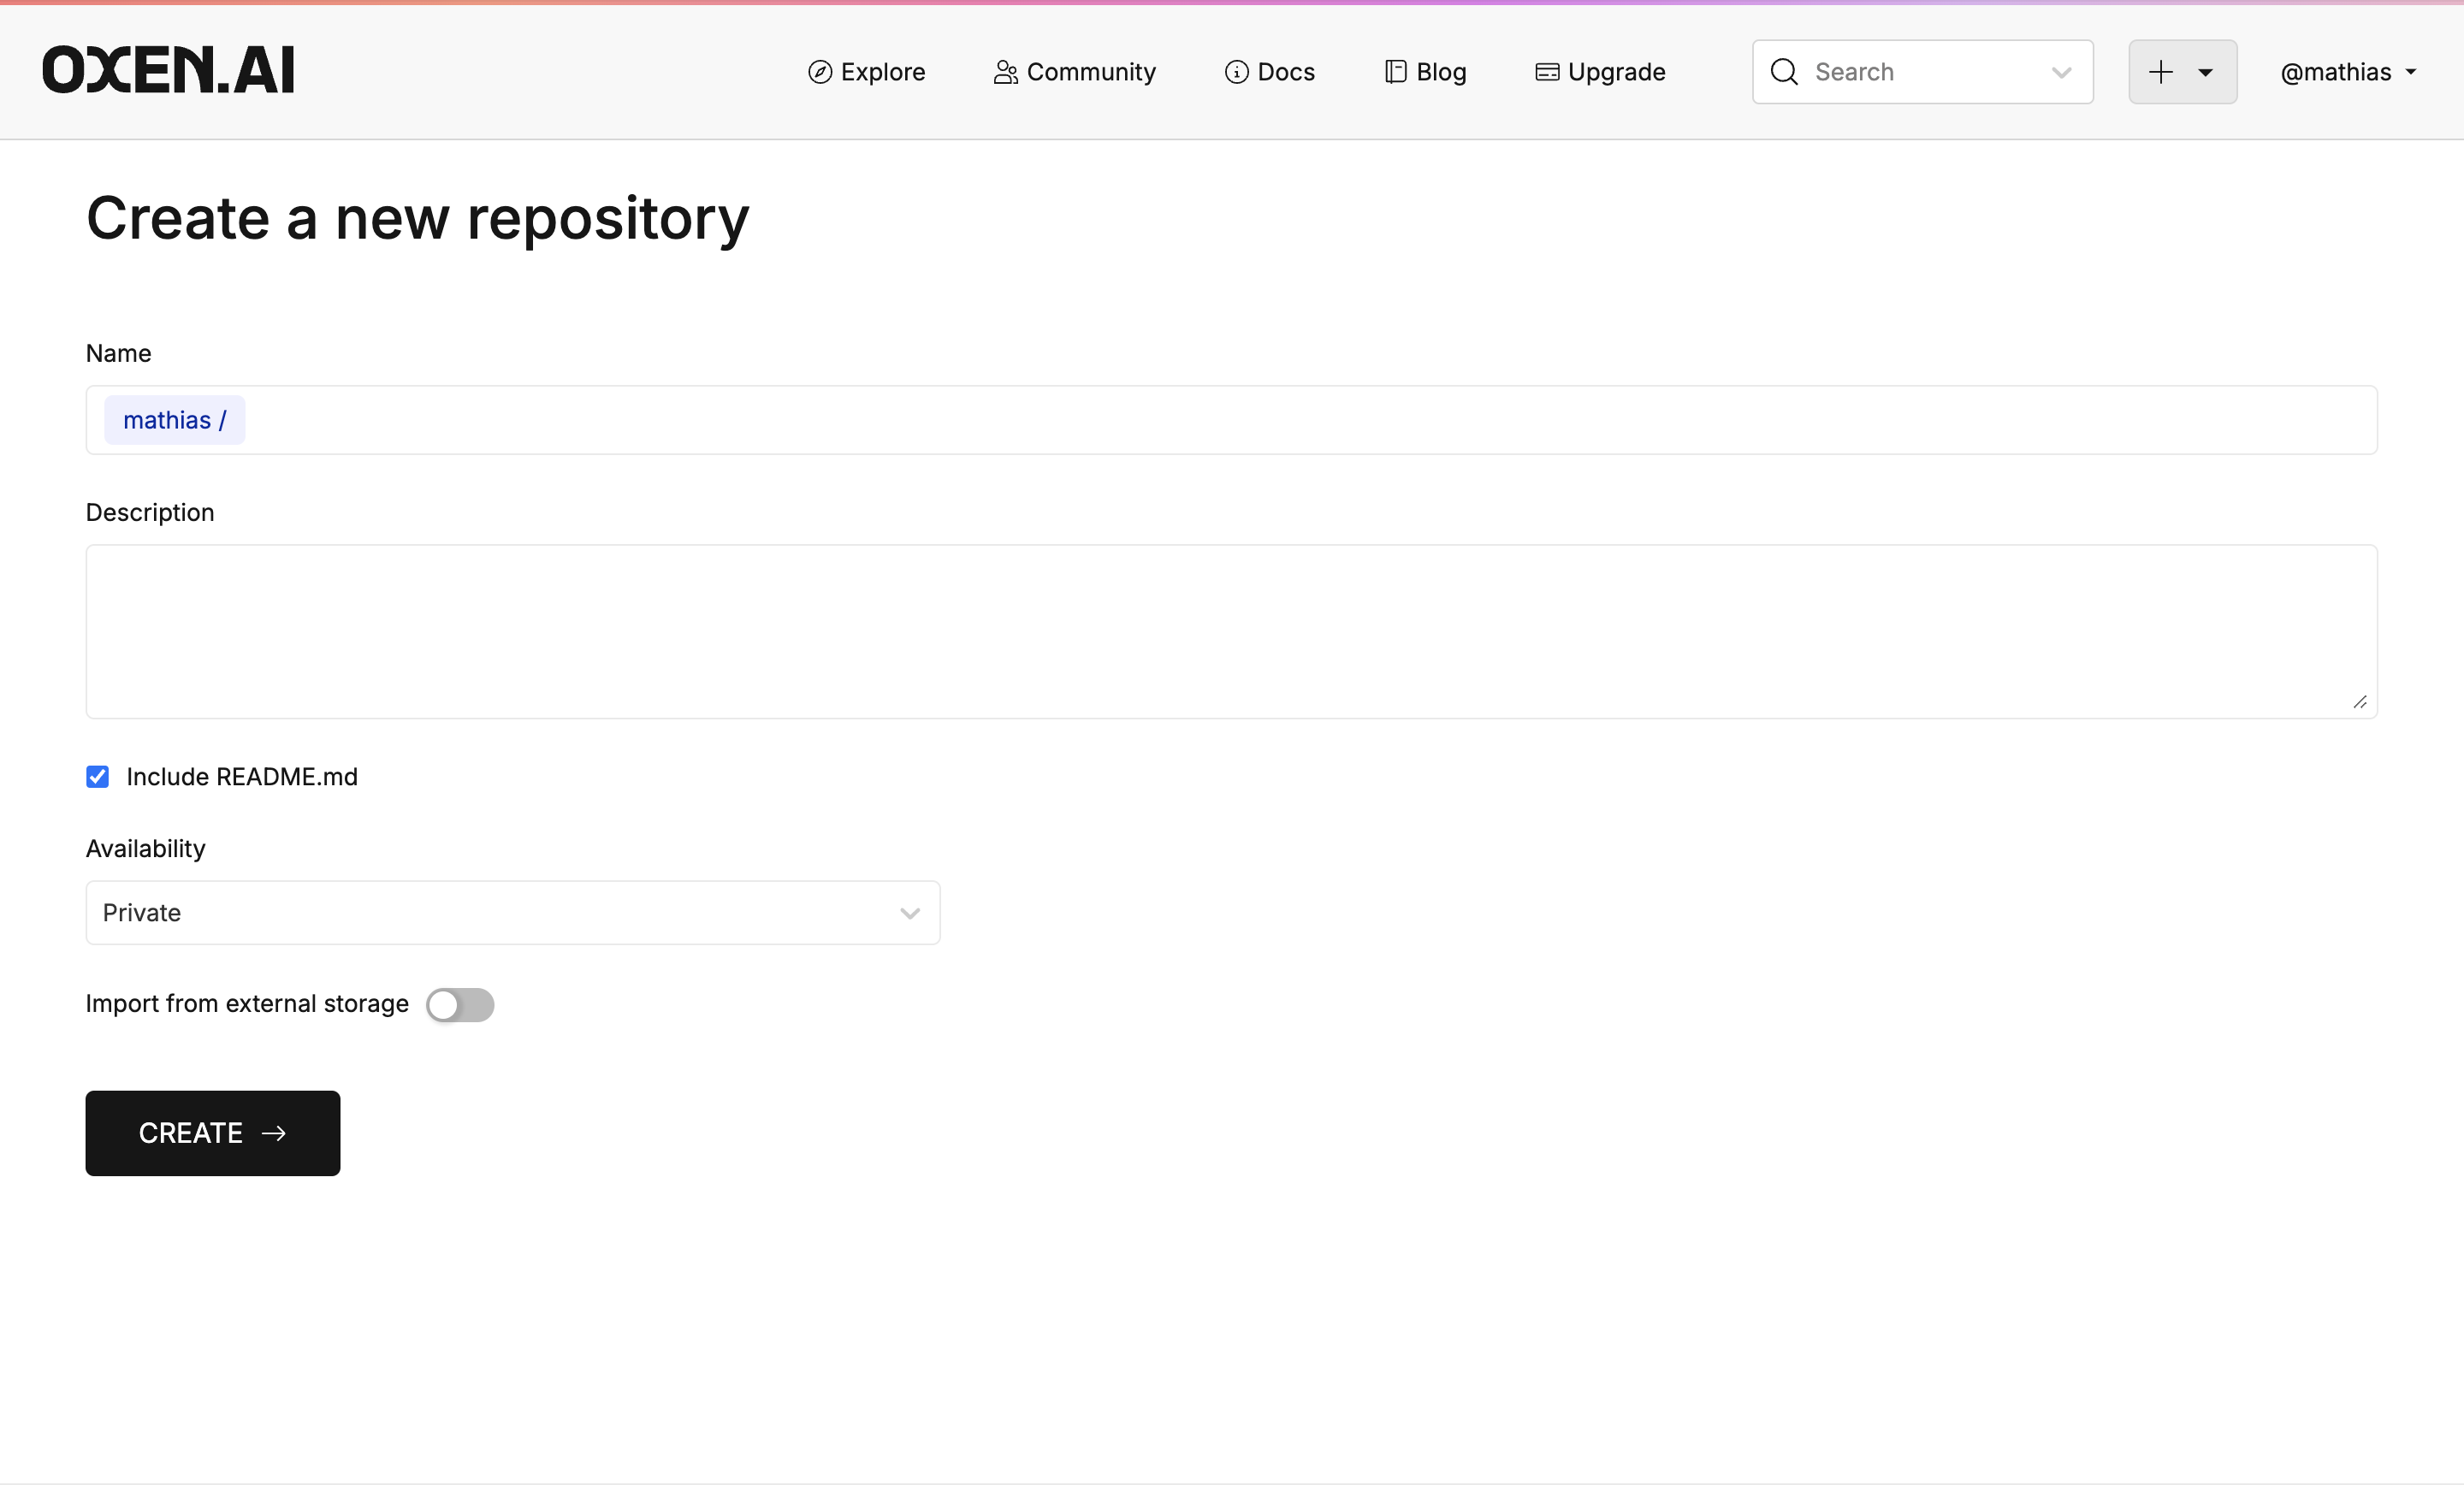 OXEN.AI
Explore
Community
Docs
Blog
Upgrade
Search
@mathias
Create a new repository
Name
mathias /
Description
Include README.md
Availability
Private
Import from external storage
CREATE →